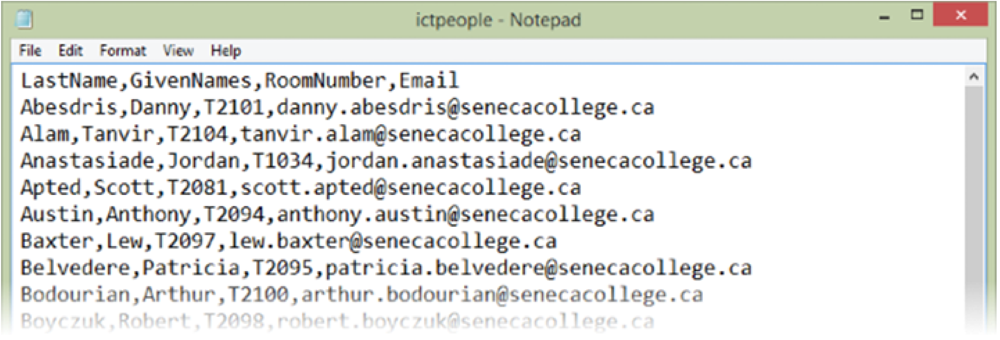 ictpeople - Notepad
File Edit Format View Help
LastName,GivenNames,RoomNumber,Email
Abesdris,Danny,T2101,danny.abesdris@senecacollege.ca
Alam,Tanvir,T2104,tanvir.alam@senecacollege.ca
Anastasiade,Jordan,T1034,jordan.anastasiade@senecacollege.ca
Apted,Scott,T2081,scott.apted@senecacollege.ca
Austin,Anthony,T2094,anthony.austin@senecacollege.ca
Baxter,Lew,T2097,lew.baxter@senecacollege.ca
Belvedere,Patricia,T2095,patricia.belvedere@senecacollege.ca
Bodourian,Arthur,T2100,arthur.bodourian@senecacollege.ca
Boyczuk,Robert,T2098,robert.boyczuk@senecacollege.ca